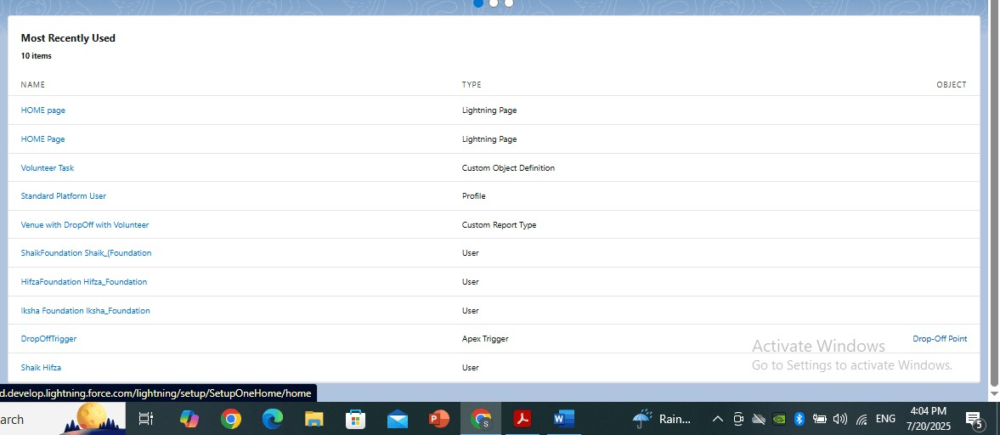 Most Recently Used
10 items
NAME TYPE OBJECT
HOME page Lightning Page
HOME Page Lightning Page
Volunteer Task Custom Object Definition
Standard Platform User Profile
Venue with DropOff with Volunteer Custom Report Type
ShaikFoundation Shaik_(Foundation User
HifzaFoundation Hifza_Foundation User
Iksha Foundation Iksha_Foundation User
DropOffTrigger Apex Trigger Drop-Off Point
Shaik Hifza User
Activate Windows
Go to Settings to activate Windows.
d.develop.lightning.force.com/lightning/setup/SetupOneHome/home
arch Rain... ENG 4:04 PM
7/20/2025 5